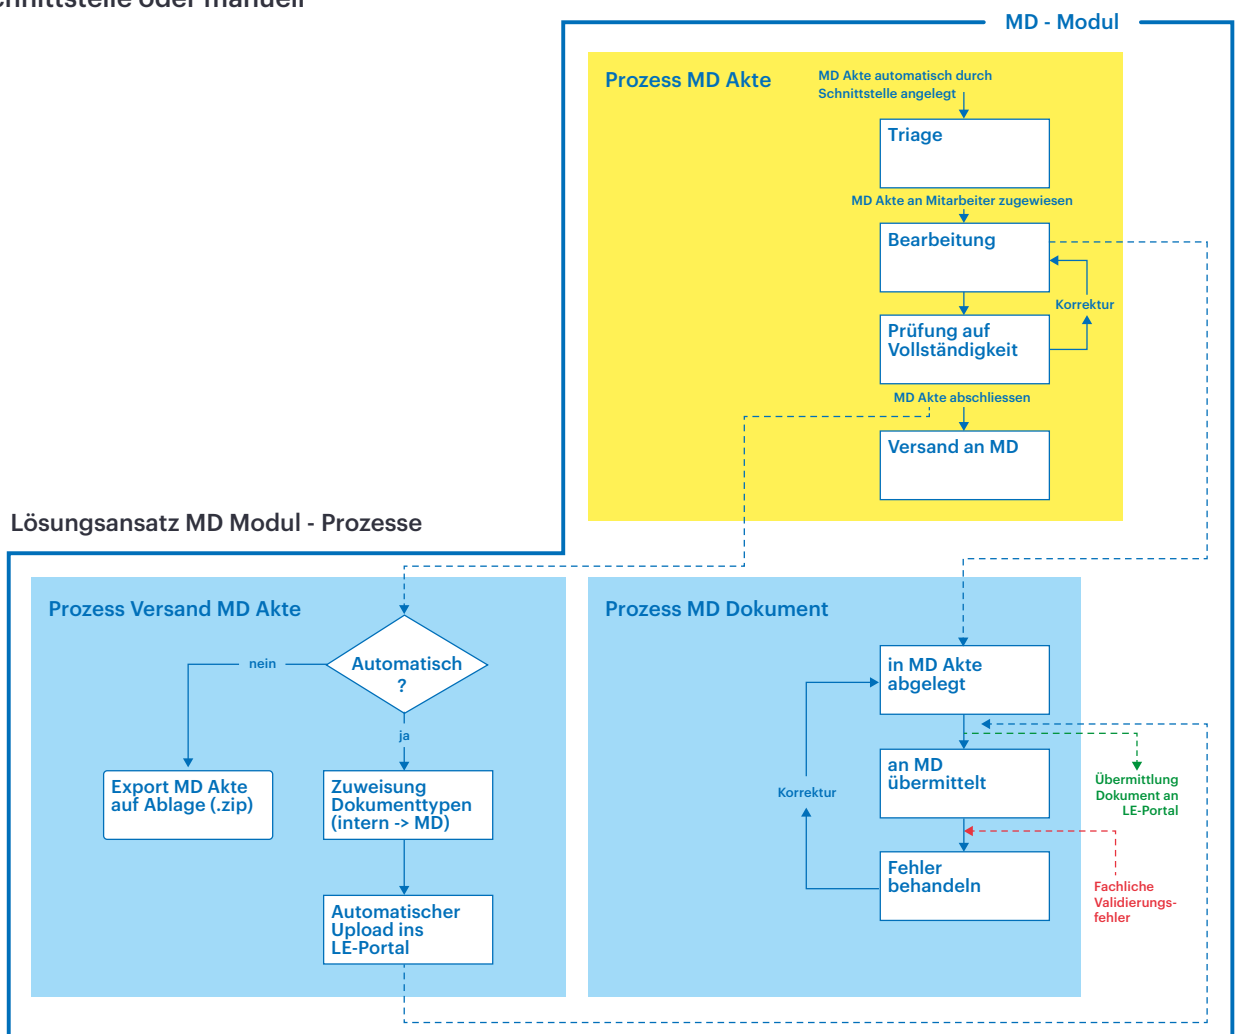 MD - Modul
Prozess MD Akte
MD Akte automatisch durch
Schnittstelle angelegt
Triage
MD Akte an Mitarbeiter zugewiesen
Bearbeitung
Korrektur
Prüfung auf
Vollständigkeit
MD Akte abschliessen
Versand an MD
Lösungsansatz MD Modul - Prozesse
Prozess Versand MD Akte
Automatisch
?
nein
ja
Export MD Akte
auf Ablage (.zip)
Zuweisung
Dokumenttypen
(intern -> MD)
Automatischer
Upload ins
LE-Portal
Prozess MD Dokument
in MD Akte
abgelegt
an MD
übermittelt
Korrektur
Übermittlung
Dokument an
LE-Portal
Fehler
behandeln
Fachliche
Validierungs-
fehler